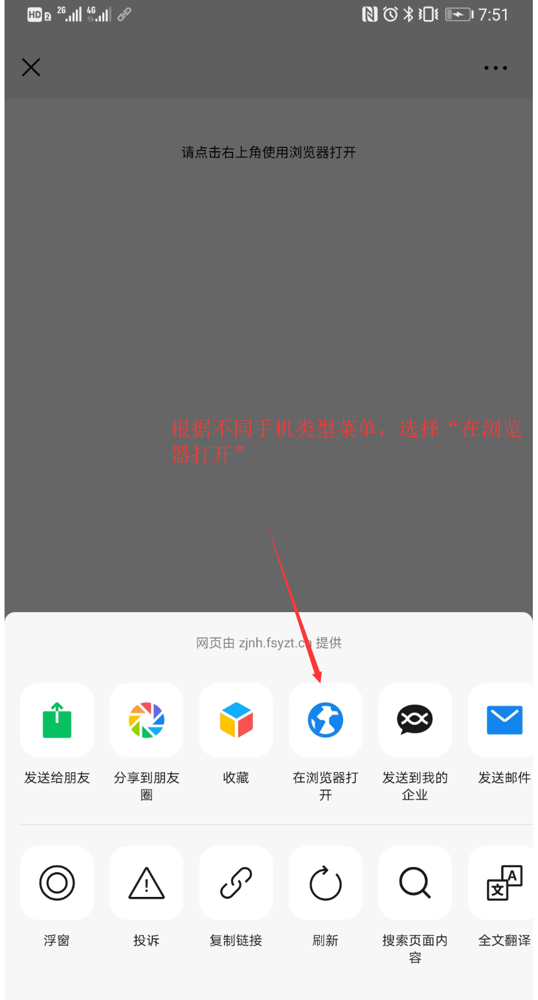 HD 2 2G 4G 7:51
请点击右上角使用浏览器打开
根据不同手机类型菜单，选择“在浏览
器打开”
网页由 zjnh.fsyzt.cn 提供
发送给朋友
分享到朋友
圈
收藏
在浏览器打
开
发送到我的
企业
发送邮件
浮窗
投诉
复制链接
刷新
搜索页面内
容
文 A
全文翻译